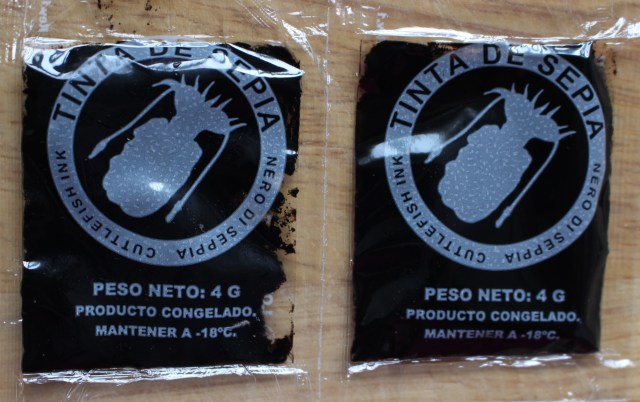 TINTA DE SEPIA
NERO DI SEPPIA
CUTTLEFISH INK
PESO NETO: 4 G
PRODUCTO CONGELADO.
MANTENER A -18ºC.
TINTA DE SEPIA
NERO DI SEPPIA
CUTTLEFISH INK
PESO NETO: 4 G
PRODUCTO CONGELADO.
MANTENER A -18ºC.